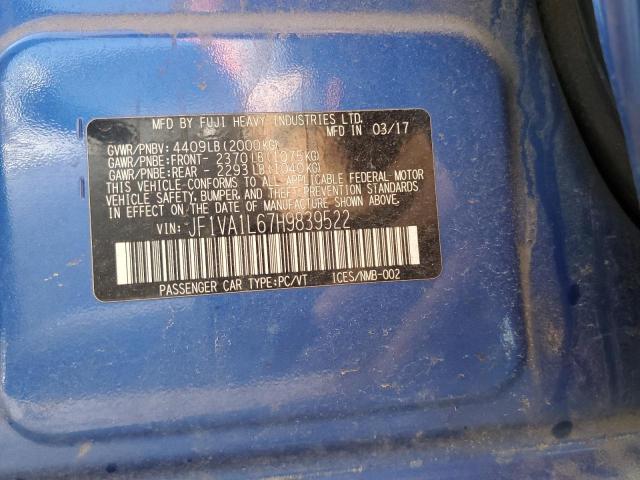 MFD BY FUJI HEAVY INDUSTRIES LTD. MFD IN 03/17
GVWR/PNBV: 4409LB(2000KG)
GAWR/PNBE:FRONT- 2370LB(1075KG)
GAWR/PNBE:REAR - 2293LB(1040KG)
THIS VEHICLE CONFORMS TO ALL APPLICABLE FEDERAL MOTOR
VEHICLE SAFETY, BUMPER, AND THEFT PREVENTION STANDARDS
IN EFFECT ON THE DATE OF MANUFACTURE SHOWN ABOVE.
VIN: JF1VA1L67H9839522
PASSENGER CAR TYPE:PC/VT ICES/NMB-002